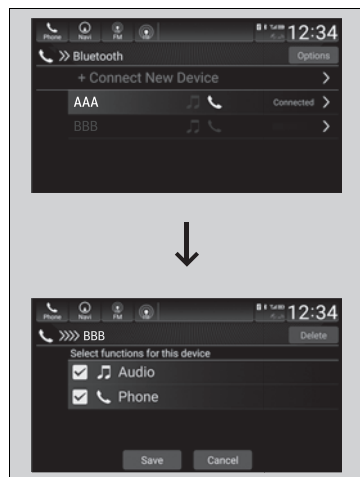 Phone Navi FM
12:34
Bluetooth
Options
+ Connect New Device
AAA
Connected
BBB
Phone Navi FM
12:34
BBB
Delete
Select functions for this device
Audio
Phone
Save Cancel